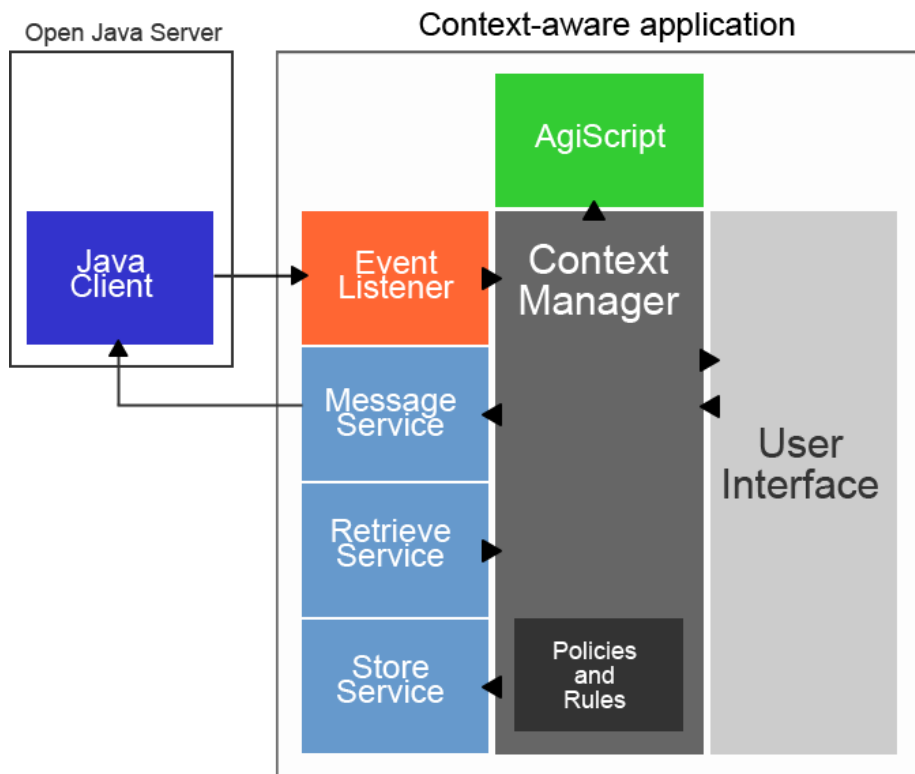 Open Java Server
Context-aware application
AgiScript
Java
Client
Event
Listener
Context
Manager
Message
Service
User
Interface
Retrieve
Service
Store
Service
Policies
and
Rules